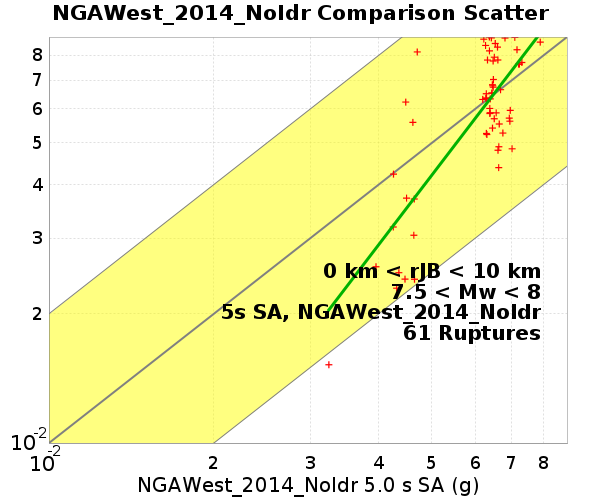 NGAWest_2014_NoIdr Comparison Scatter
8
7
6
5
4
3
2
10-2
0 km < rJB < 10 km
7.5 < Mw < 8
5s SA, NGAWest_2014_NoIdr
61 Ruptures
10-2
2 3 4 5 6 7 8
NGAWest_2014_NoIdr 5.0 s SA (g)